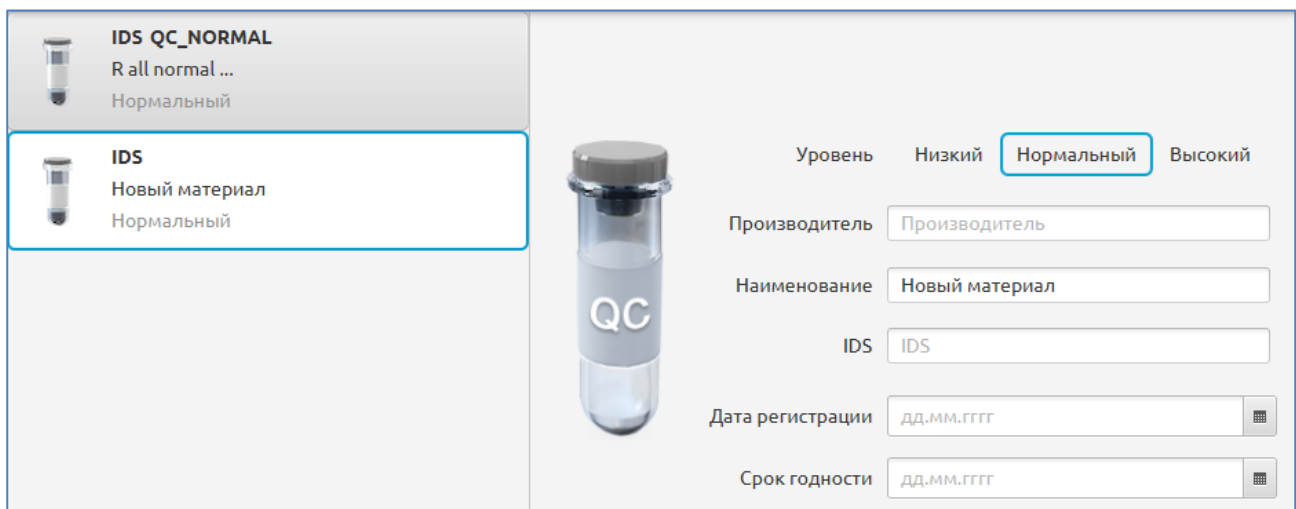 IDS QC_NORMAL
R all normal ...
Нормальный
IDS
Новый материал
Нормальный
QC
Уровень Низкий Нормальный Высокий
Производитель Производитель
Наименование Новый материал
IDS IDS
Дата регистрации дд.мм.гггг
Срок годности дд.мм.гггг